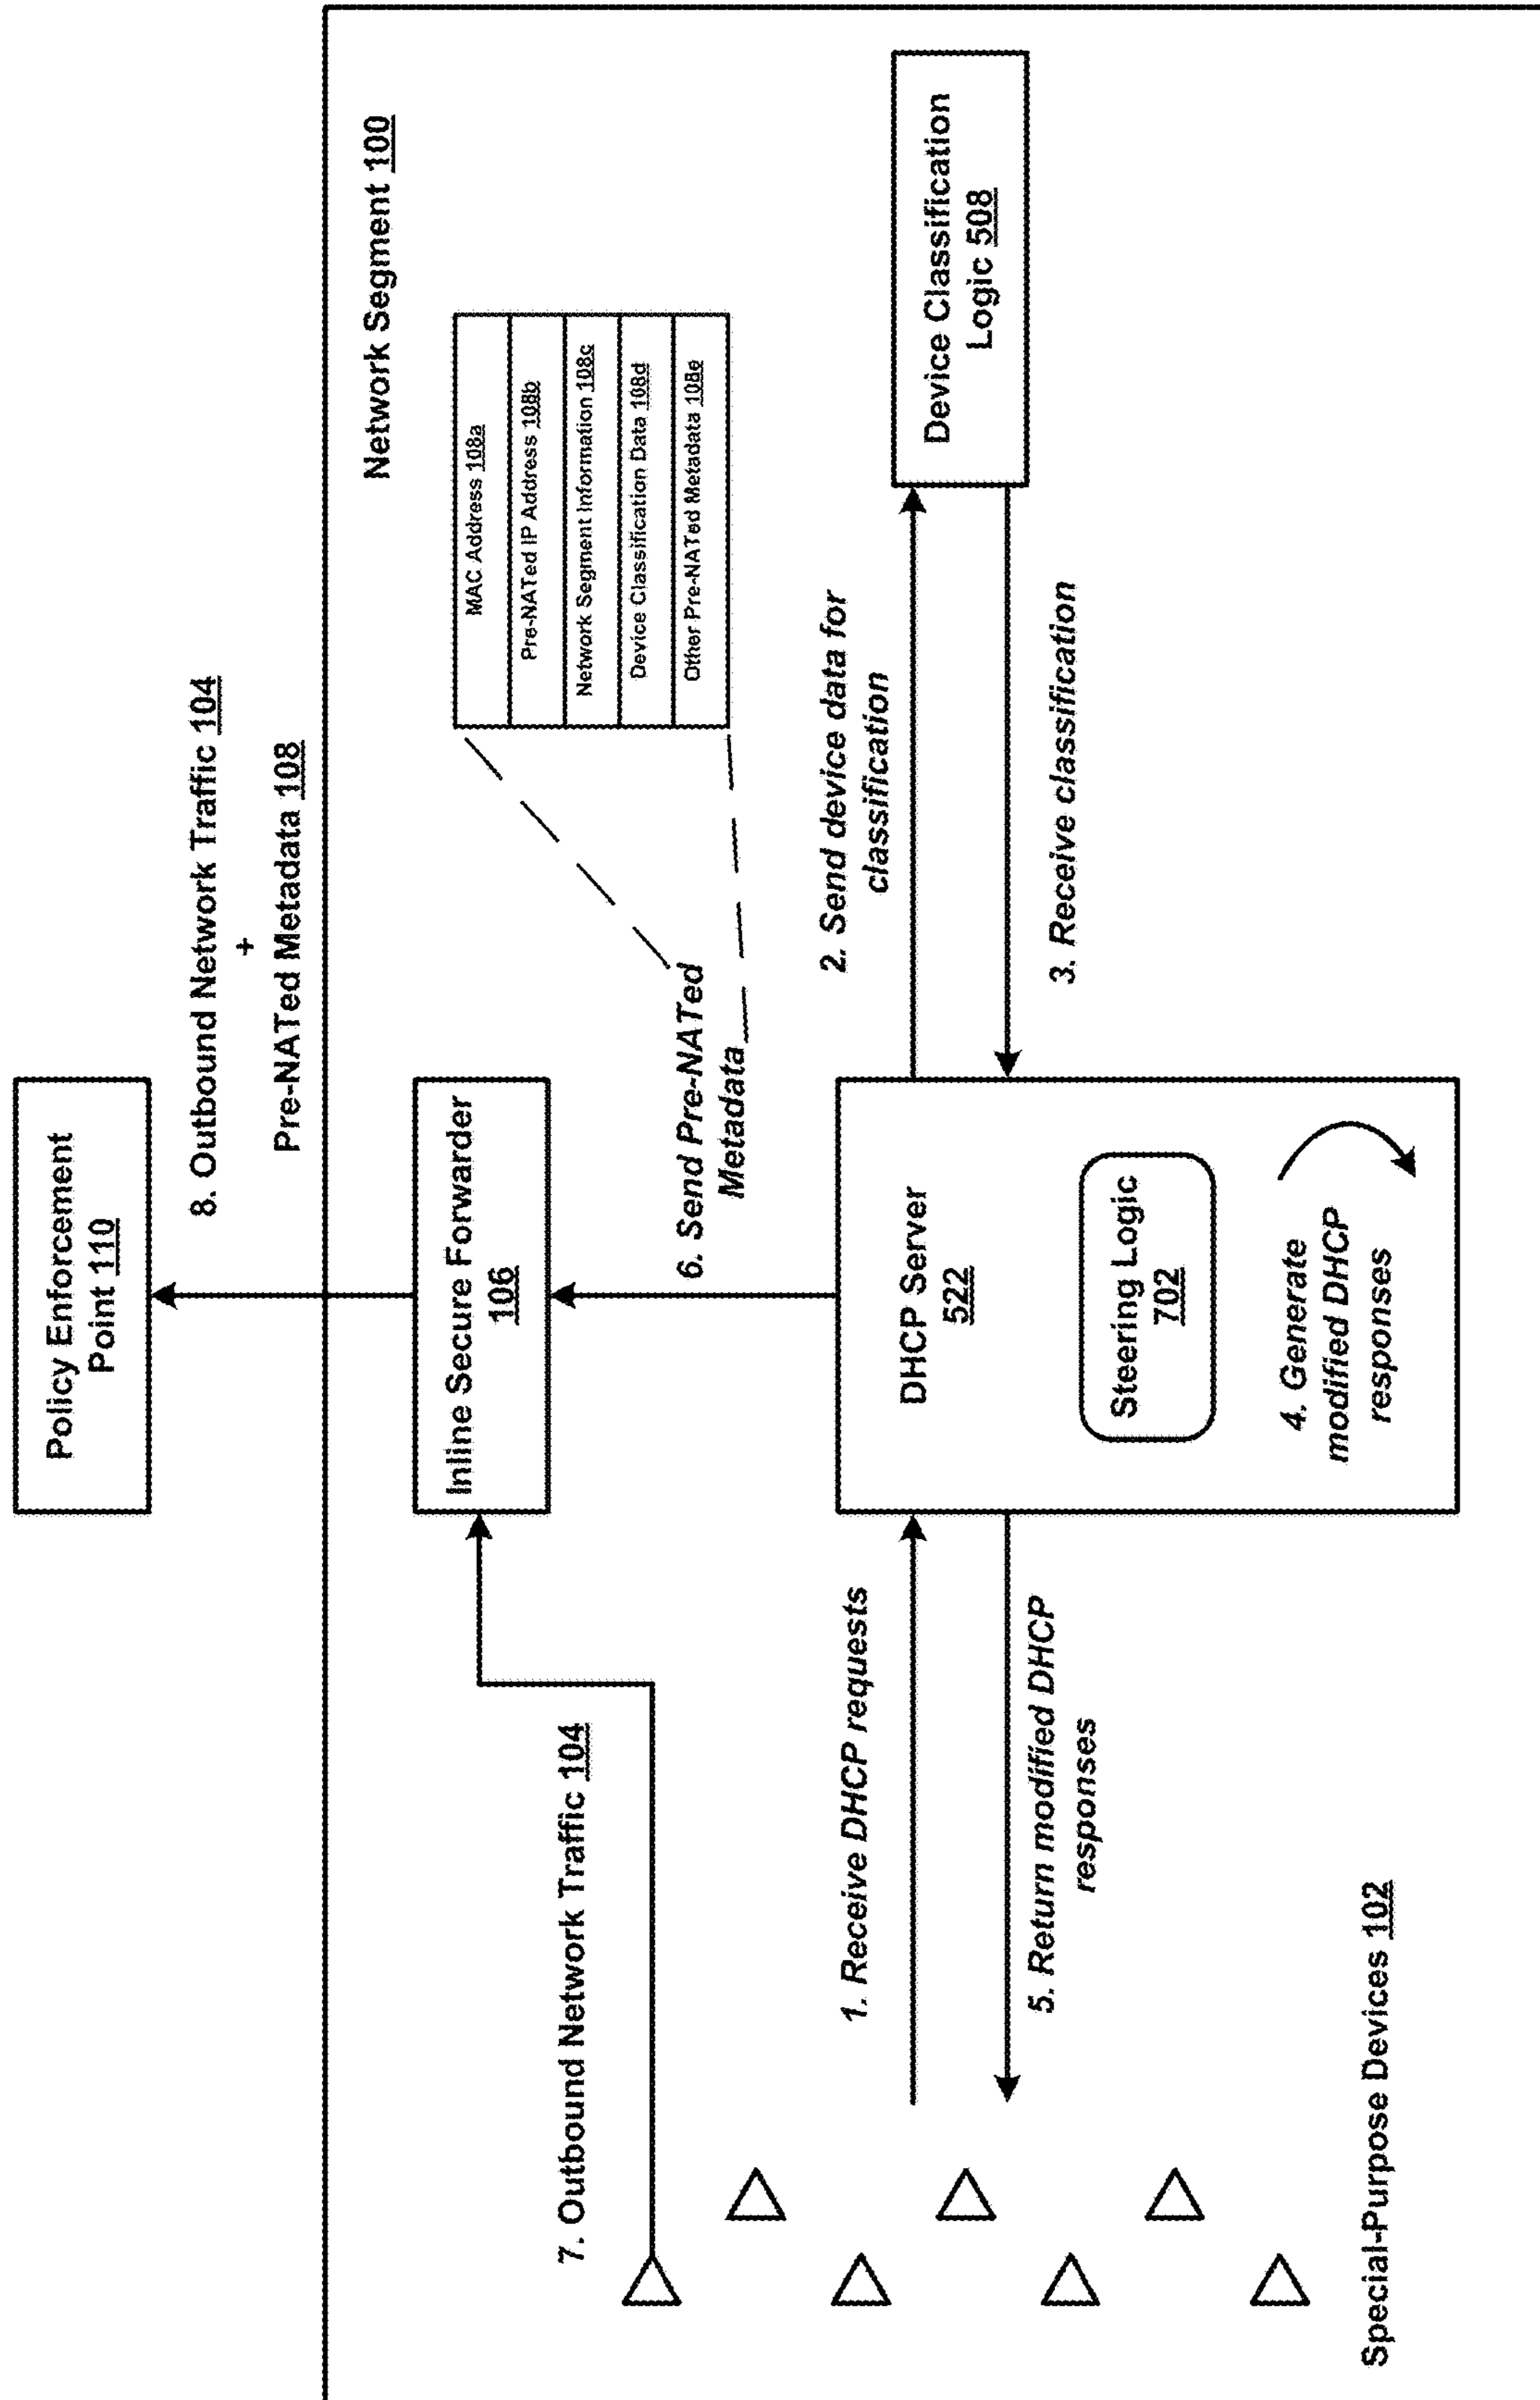 Policy Enforcement
Point 110
8. Outbound Network Traffic 104
+
Pre-NATed Metadata 108
Network Segment 100
Inline Secure Forwarder
106
MAC Address 108a
Pre-NATed IP Address 108b
Network Segment Information 108c
Device Classification Data 108d
Other Pre-NATed Metadata 108e
7. Outbound Network Traffic 104
6. Send Pre-NATed
Metadata
1. Receive DHCP requests
5. Return modified DHCP
responses
DHCP Server
522
Steering Logic
702
4. Generate
modified DHCP
responses
2. Send device data for
classification
3. Receive classification
Device Classification
Logic 508
Special-Purpose Devices 102